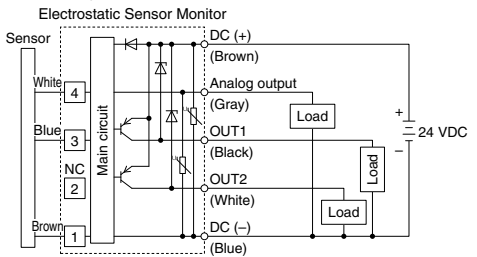 Electrostatic Sensor Monitor
Sensor
DC (+)
(Brown)
White
4
Analog output
(Gray)
Load
+
24 VDC
–
Blue
3
Main circuit
OUT1
(Black)
Load
NC
2
OUT2
(White)
Load
Brown
1
DC (–)
(Blue)